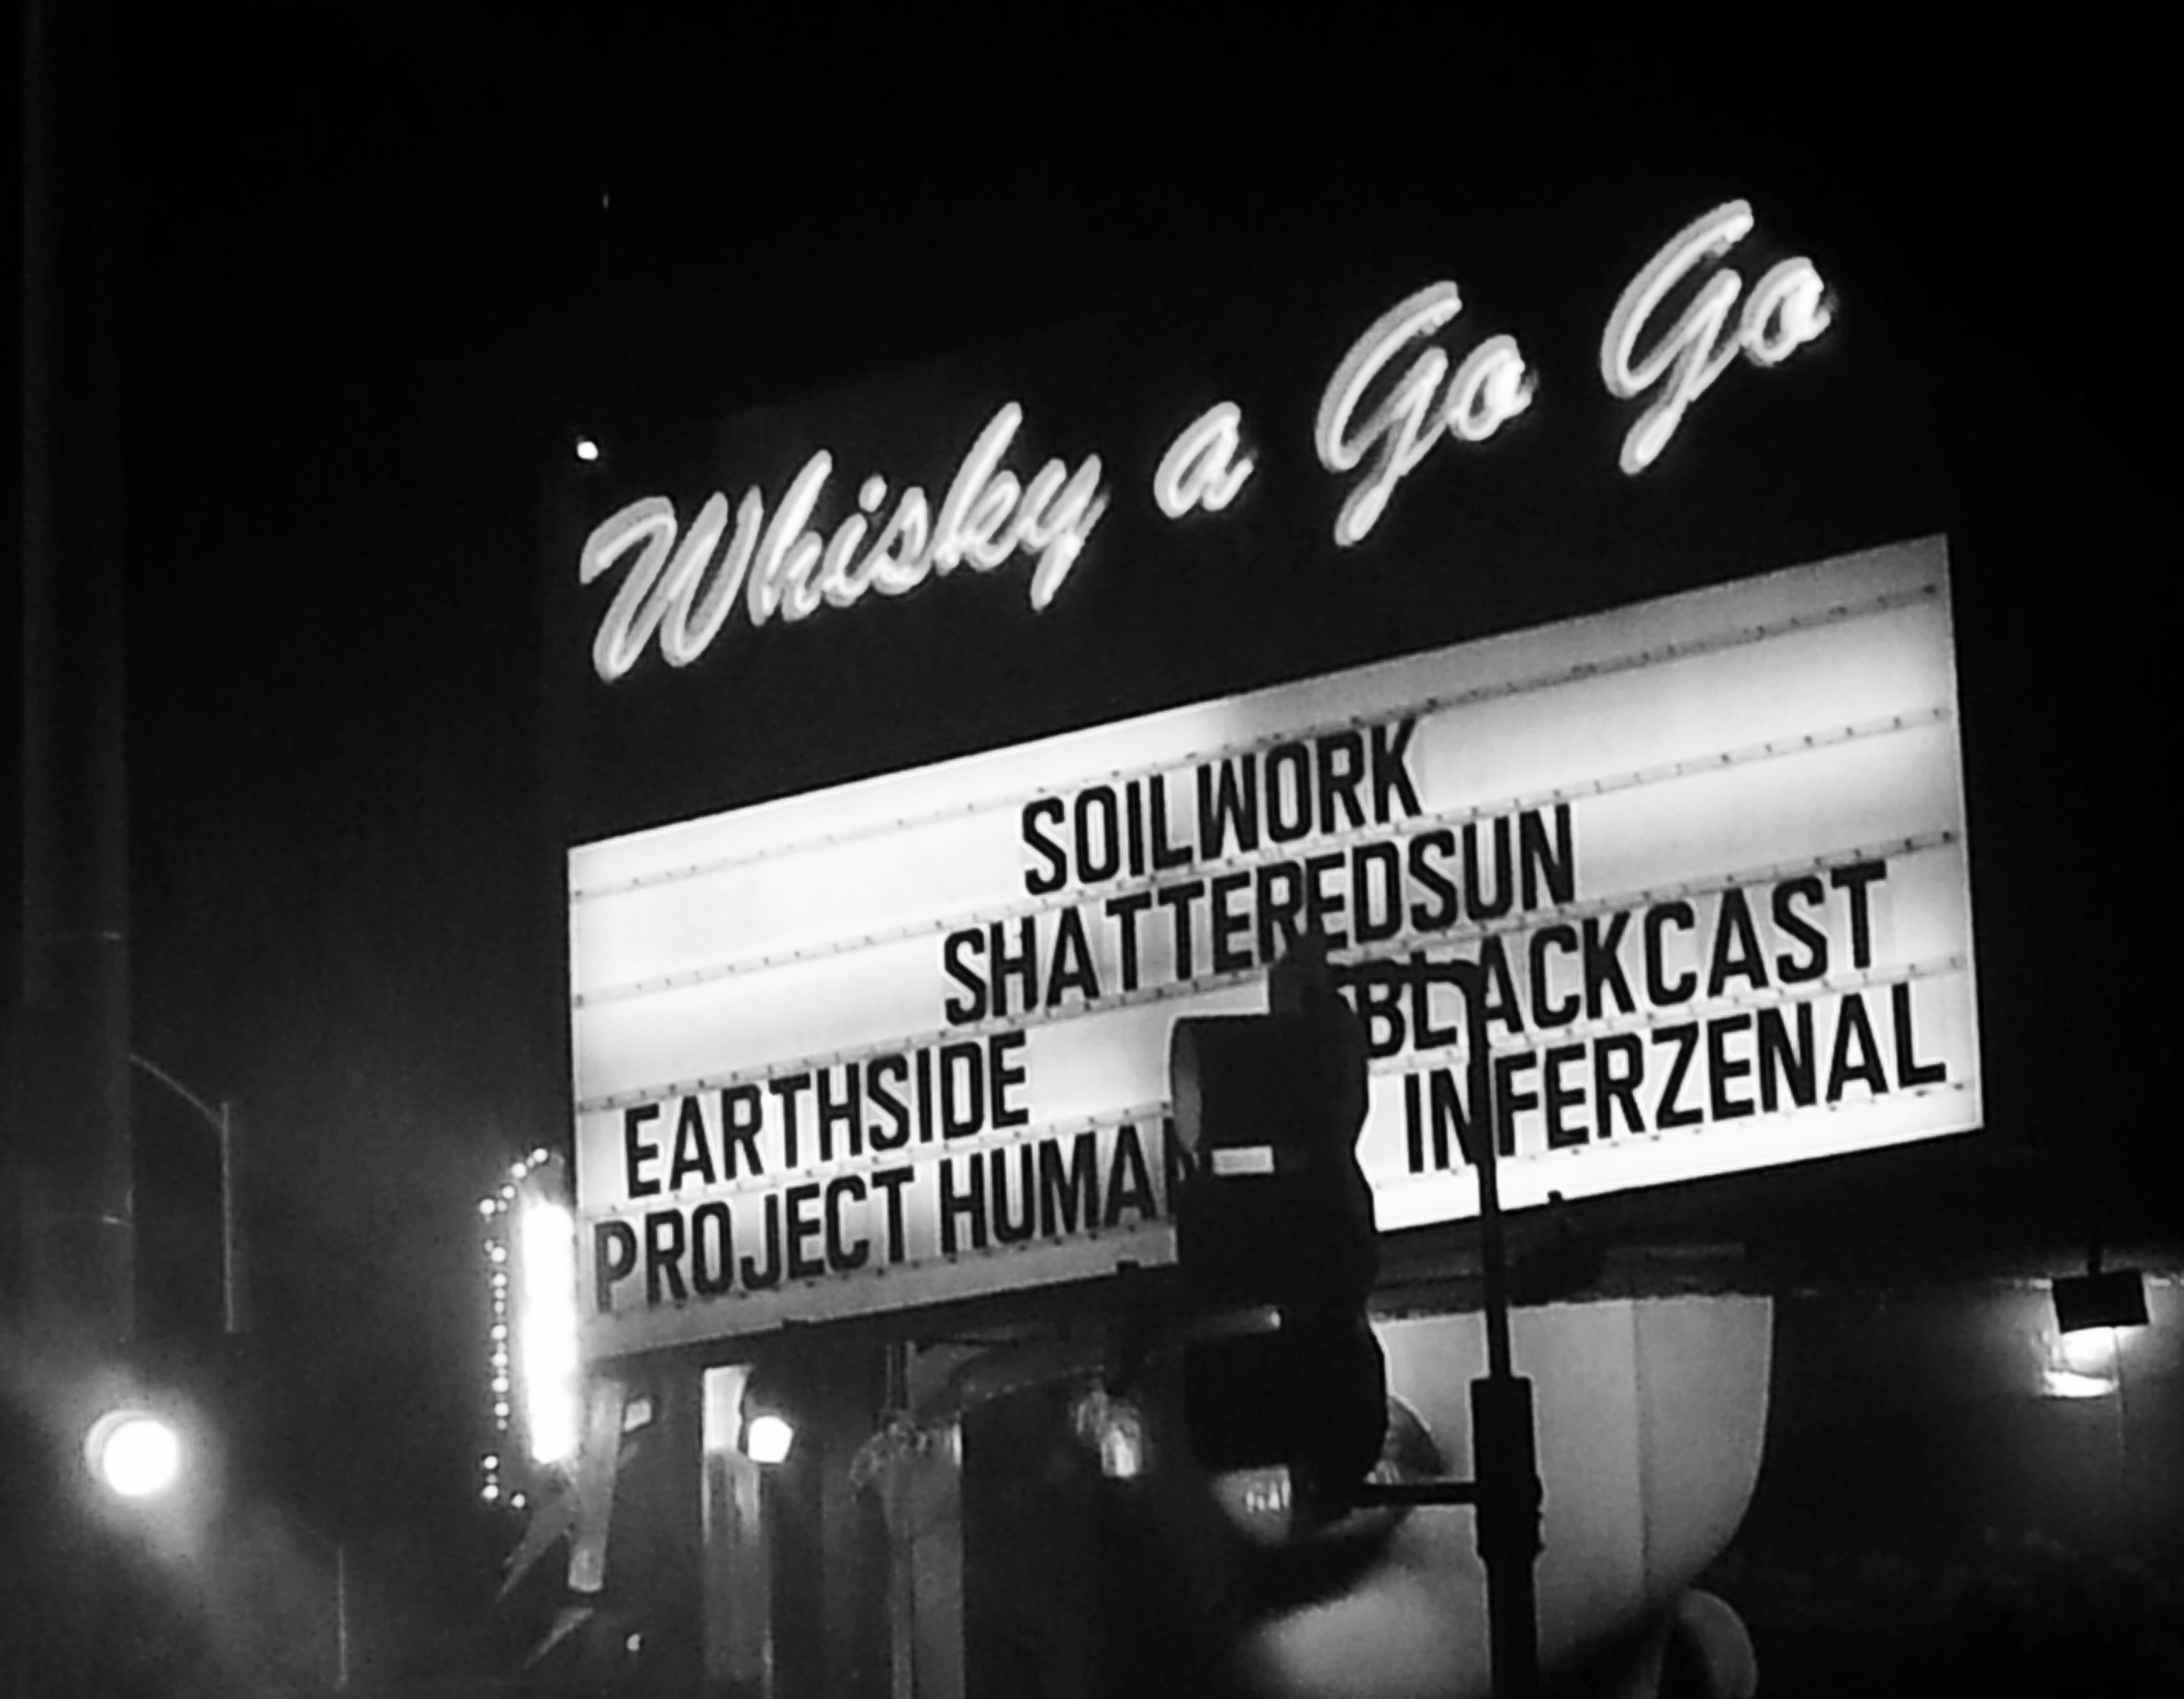 Whisky a Go Go
SOILWORK
SHATTEREDSUN
EARTHSIDE BLACKCAST
PROJECT HUMA INFERZENAL